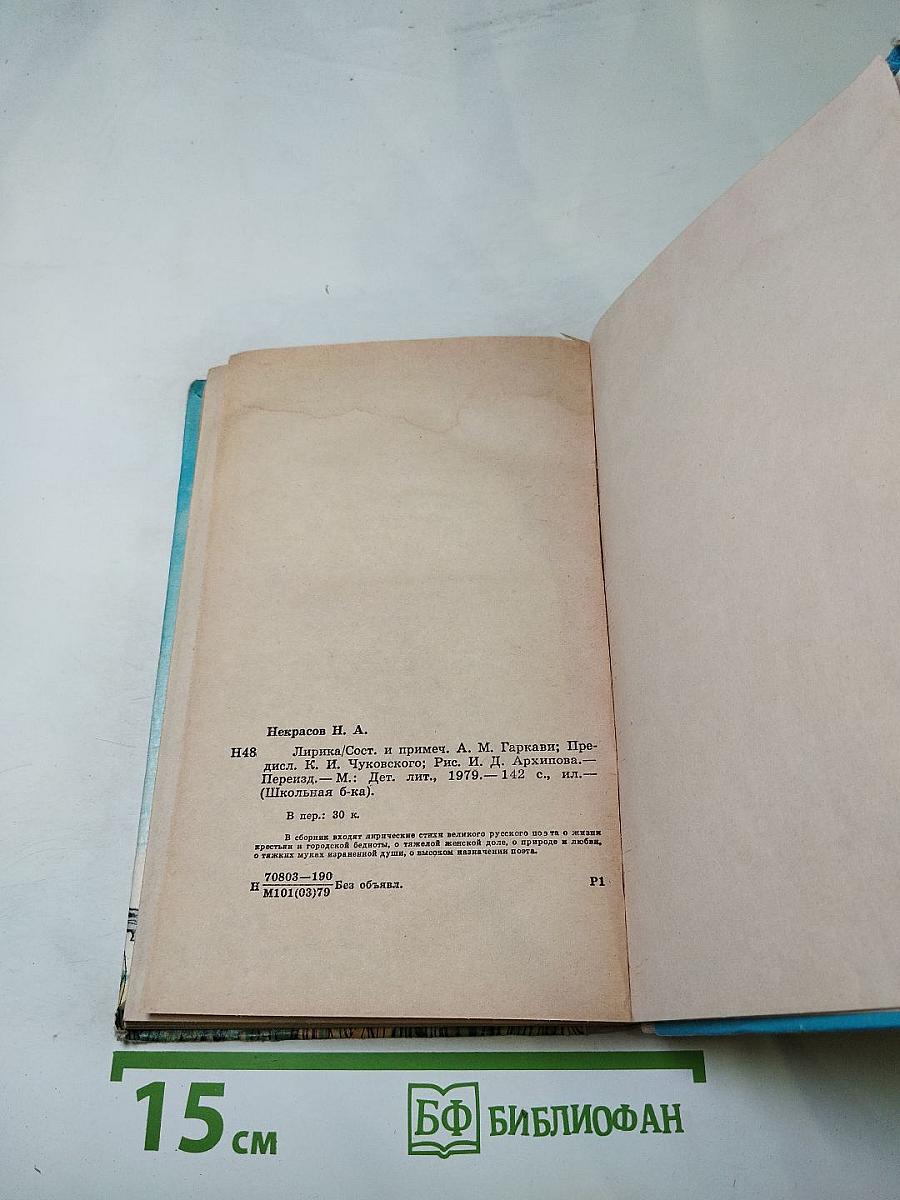 Некрасов Н. А.
Н48 Лирика/Сост. и примеч. А. М. Гаркави; Пре-
дисл. К. И. Чуковского; Рис. И. Д. Архипова.—
Переизд.— М.: Дет. лит., 1979.— 142 с., ил.—
(Школьная б-ка).
В пер.: 30 к.
В сборник входят лирические стихи великого русского поэта о жизни
крестьян и городской бедноты, о тяжелой женской доле, о природе и любви,
о тяжких муках израненной души, о высоком назначении поэта.
70803—190
Н Без объявл. Р1
М101(03)79
15 см
БФ БИБЛИОФАН